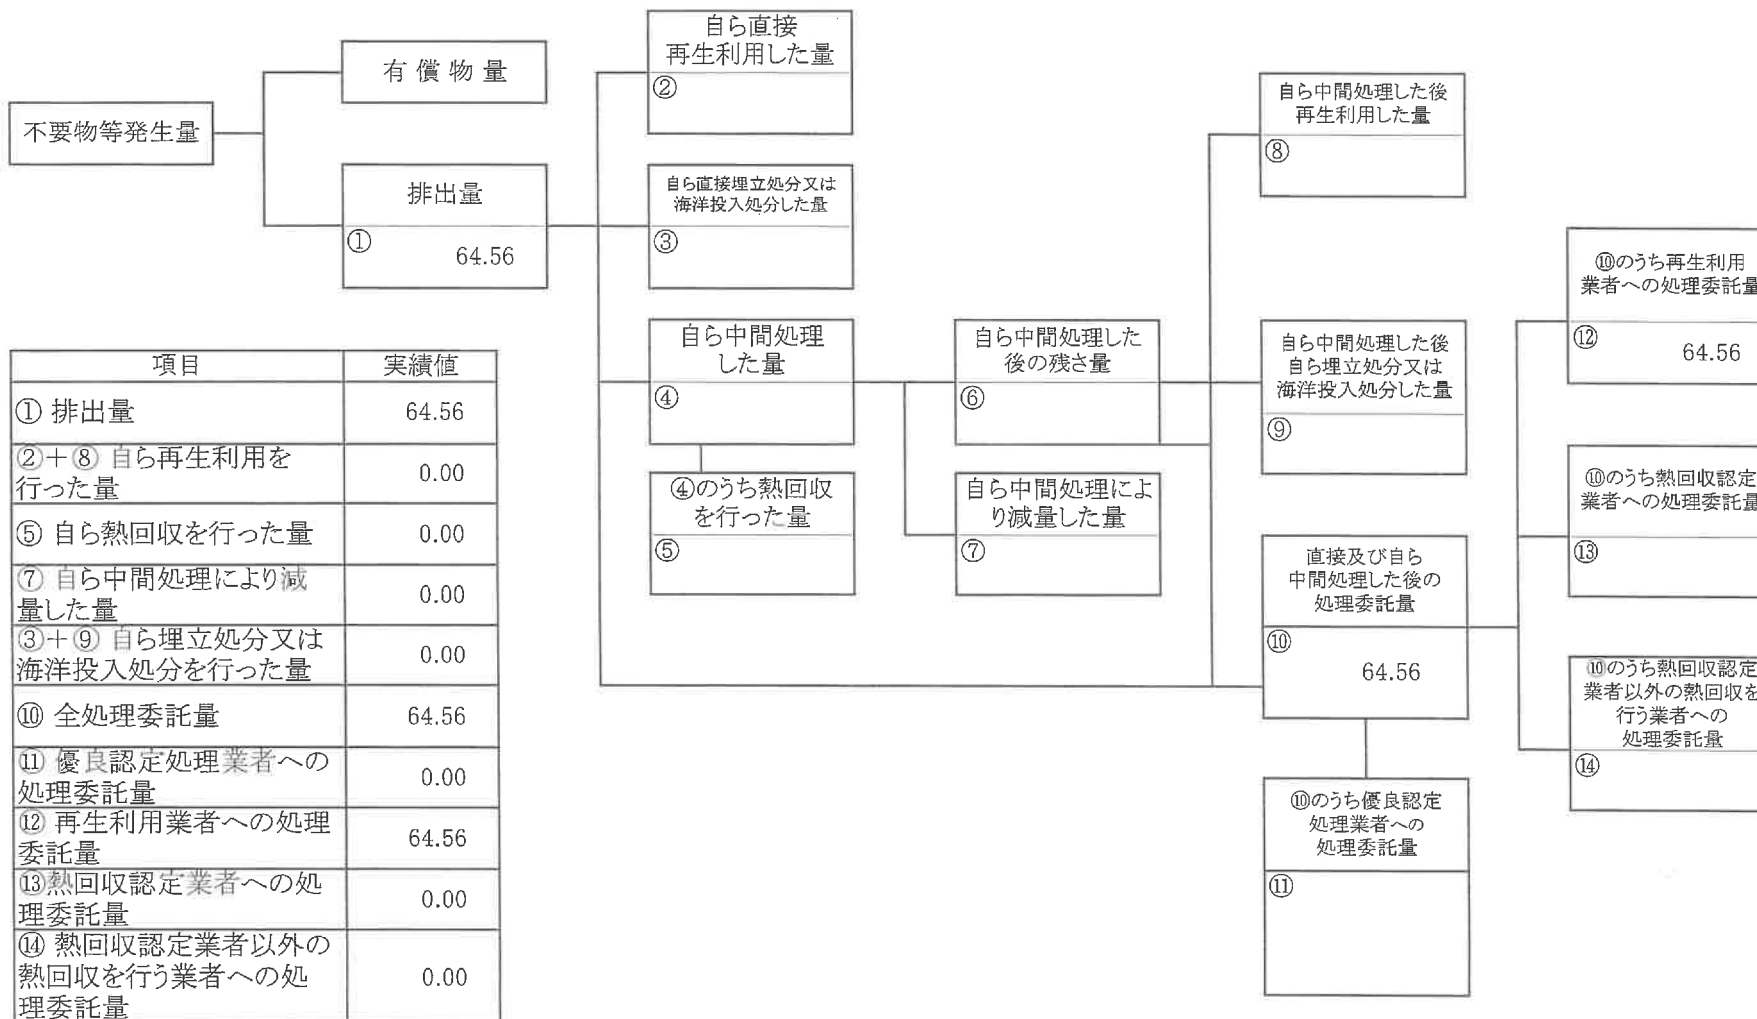 不要物等発生量
有償物量
排出量
①
64.56
自ら直接
再生利用した量
②
自ら直接埋立処分又は
海洋投入処分した量
③
自ら中間処理
した量
④
④のうち熱回収
を行った量
⑤
自ら中間処理した
後の残さ量
⑥
自ら中間処理によ
り減量した量
⑦
自ら中間処理した後
再生利用した量
⑧
自ら中間処理した後
自ら埋立処分又は
海洋投入処分した量
⑨
直接及び自ら
中間処理した後の
処理委託量
⑩
64.56
⑩のうち優良認定
処理業者への
処理委託量
⑪
⑩のうち再生利用
業者への処理委託量
⑫
64.56
⑩のうち熱回収認定
業者への処理委託量
⑬
⑩のうち熱回収認定
業者以外の熱回収を
行う業者への
処理委託量
⑭
項目 実績値
① 排出量 64.56
②+⑧ 自ら再生利用を
行った量 0.00
⑤ 自ら熱回収を行った量 0.00
⑦ 自ら中間処理により減
量した量 0.00
③+⑨ 自ら埋立処分又は
海洋投入処分を行った量 0.00
⑩ 全処理委託量 64.56
⑪ 優良認定処理業者への
処理委託量 0.00
⑫ 再生利用業者への処理
委託量 64.56
⑬熱回収認定業者への処
理委託量 0.00
⑭ 熱回収認定業者以外の
熱回収を行う業者への処
理委託量 0.00